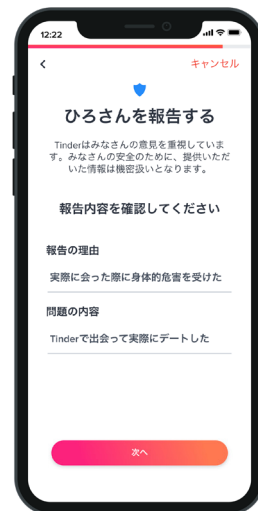 12:22
キャンセル
ひろさんを報告する
Tinderはみなさんの意見を重視していま
す。みなさんの安全のために、提供いただ
いた情報は機密扱いとなります。
報告内容を確認してください
報告の理由
実際に会った際に身体的危害を受けた
問題の内容
Tinderで出会って実際にデートした
次へ